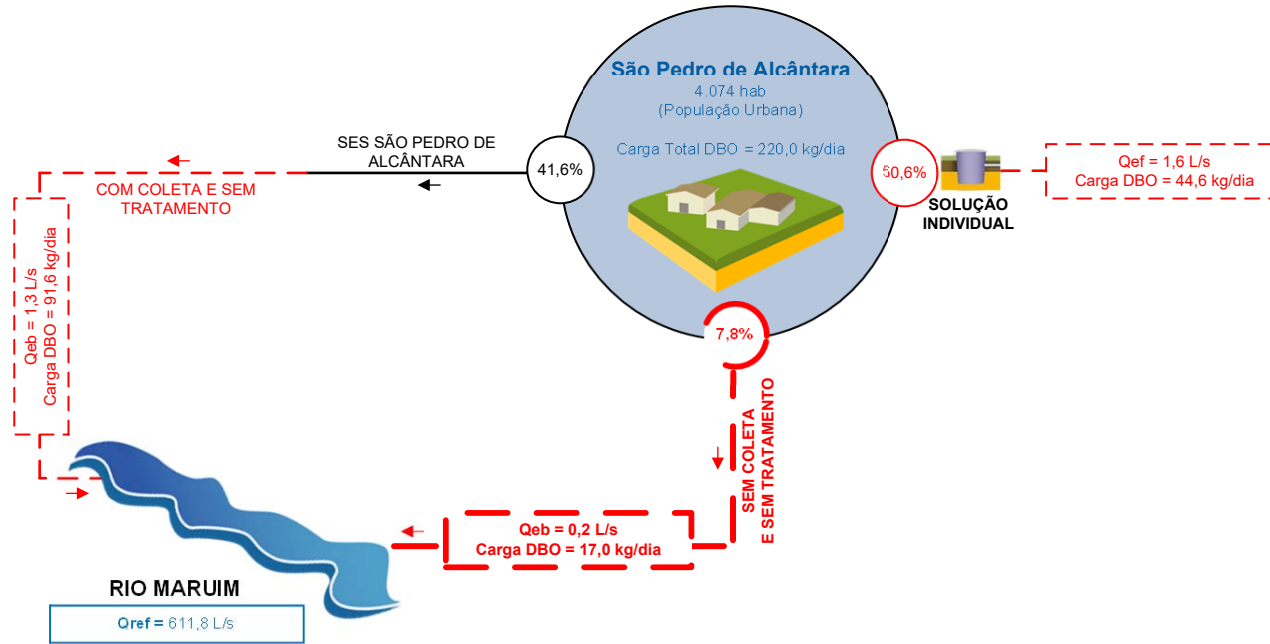 São Pedro de Alcântara
4.074 hab
(População Urbana)
Carga Total DBO = 220,0 kg/dia
SES SÃO PEDRO DE
ALCÂNTARA
41,6%
50,6%
SOLUÇÃO
INDIVIDUAL
Qef = 1,6 L/s
Carga DBO = 44,6 kg/dia
COM COLETA E SEM
TRATAMENTO
Qeb = 1,3 L/s
Carga DBO = 91,6 kg/dia
7,8%
SEM COLETA
E SEM TRATAMENTO
Qeb = 0,2 L/s
Carga DBO = 17,0 kg/dia
RIO MARUIM
Qref = 611,8 L/s